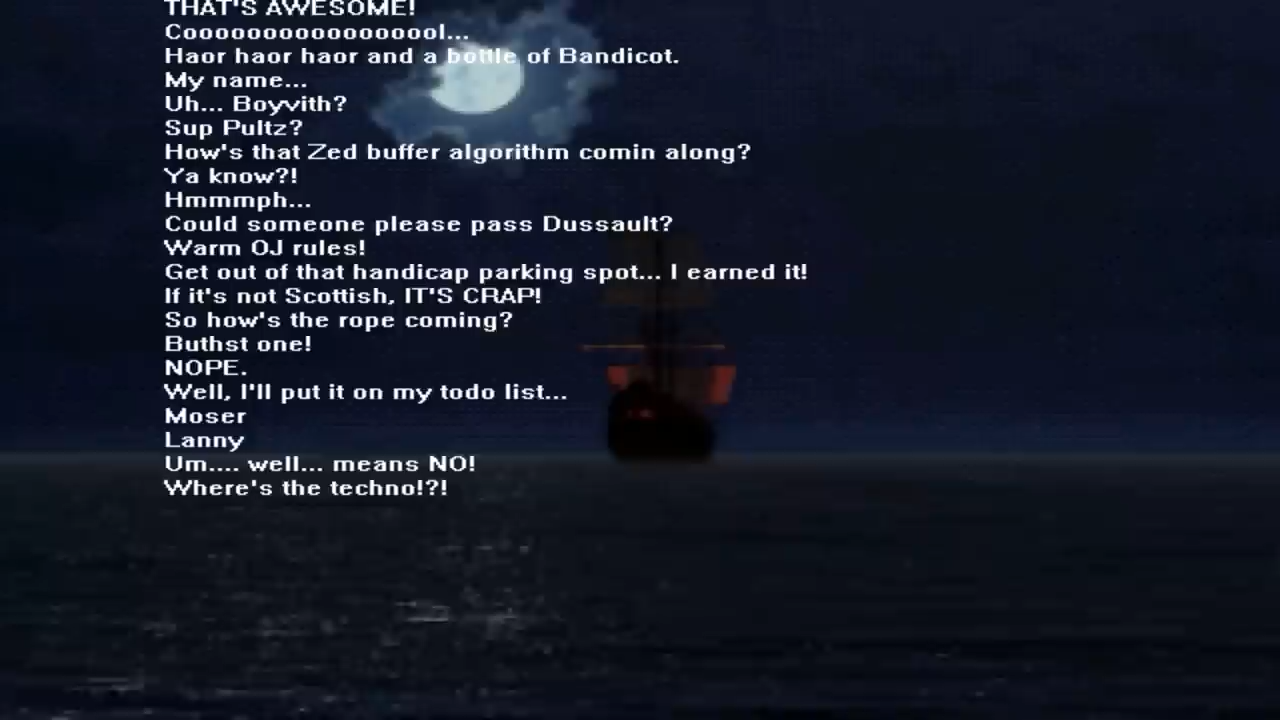 THAT'S AWESOME!
Coooooooooooooooool...
Haor haor haor and a bottle of Bandicot.
My name...
Uh... Boyvith?
Sup Pultz?
How's that Zed buffer algorithm comin along?
Ya know?!
Hmmmph...
Could someone please pass Dussault?
Warm OJ rules!
Get out of that handicap parking spot... I earned it!
If it's not Scottish, IT'S CRAP!
So how's the rope coming?
Buthst one!
NOPE.
Well, I'll put it on my todo list...
Moser
Lanny
Um.... well... means NO!
Where's the techno!?!